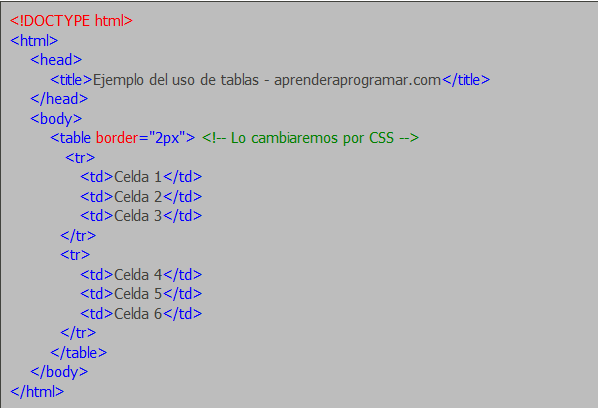 <!DOCTYPE html>
<html>
<head>
<title>Ejemplo del uso de tablas - aprenderaprogramar.com</title>
</head>
<body>
<table border="2px"> <!-- Lo cambiaremos por CSS -->
<tr>
<td>Celda 1</td>
<td>Celda 2</td>
<td>Celda 3</td>
</tr>
<tr>
<td>Celda 4</td>
<td>Celda 5</td>
<td>Celda 6</td>
</tr>
</table>
</body>
</html>